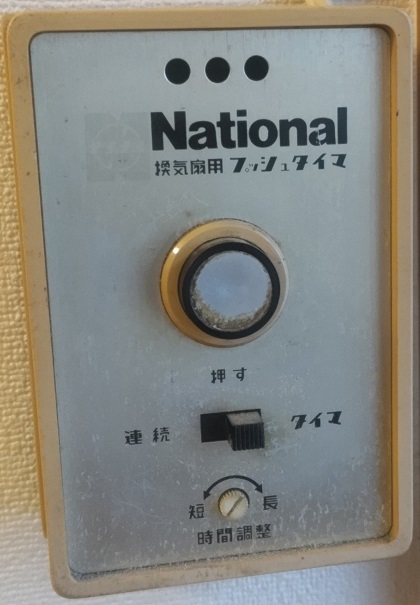 National
換気扇用 プッシュタイマ
押す
連続 タイマ
短 長
時間調整